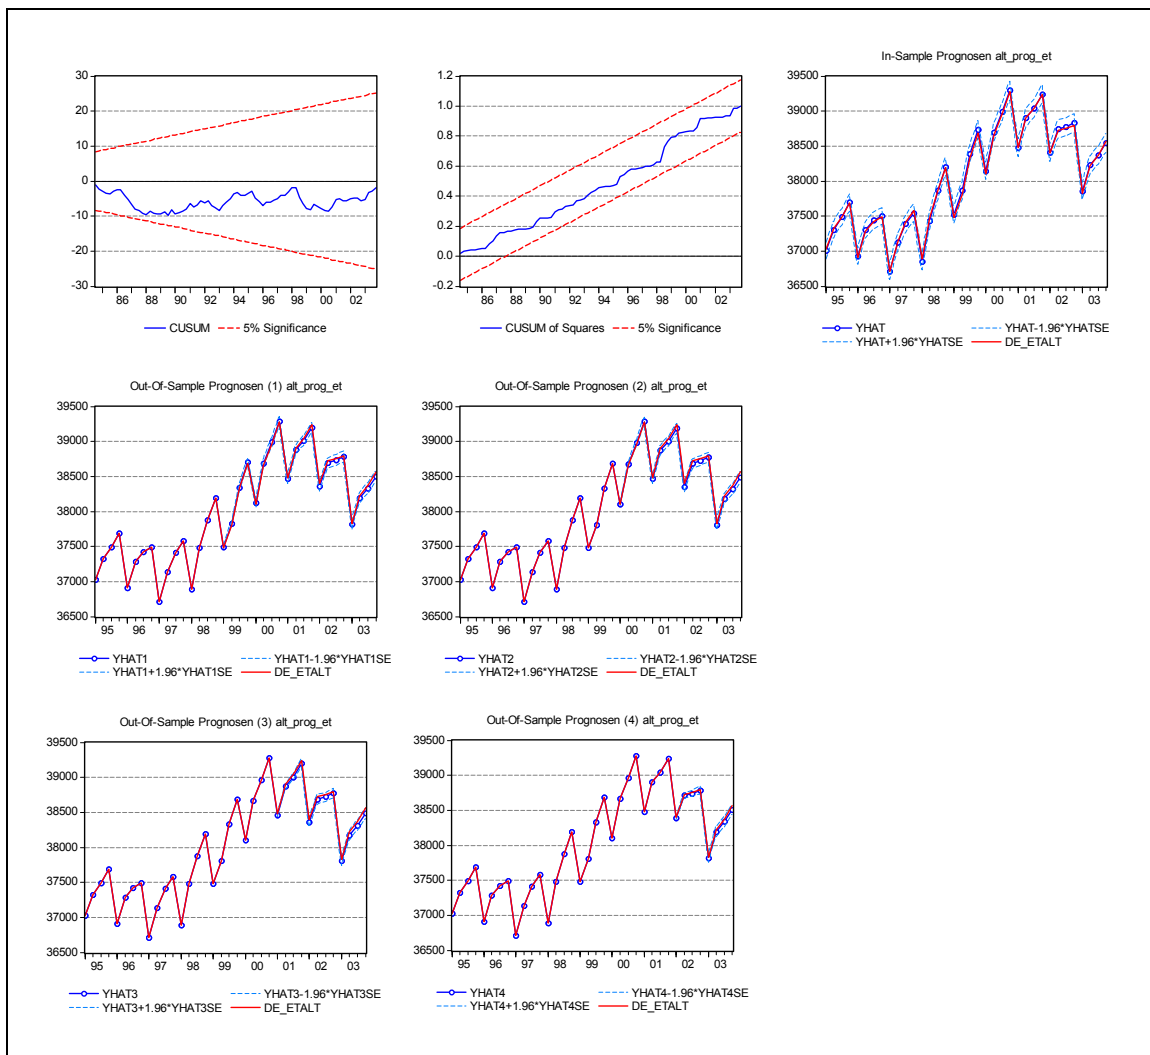 In-Sample Prognosen alt_prog_et
30
20
10
0
-10
-20
-30
86 88 90 92 94 96 98 00 02
CUSUM 5% Significance
1.2
1.0
0.8
0.6
0.4
0.2
0.0
-0.2
86 88 90 92 94 96 98 00 02
CUSUM of Squares 5% Significance
39500
39000
38500
38000
37500
37000
36500
95 96 97 98 99 00 01 02 03
YHAT YHAT-1.96*YHATSE
YHAT+1.96*YHATSE DE_ETALT
Out-Of-Sample Prognosen (1) alt_prog_et
39500
39000
38500
38000
37500
37000
36500
95 96 97 98 99 00 01 02 03
YHAT1 YHAT1-1.96*YHAT1SE
YHAT1+1.96*YHAT1SE DE_ETALT
Out-Of-Sample Prognosen (2) alt_prog_et
39500
39000
38500
38000
37500
37000
36500
95 96 97 98 99 00 01 02 03
YHAT2 YHAT2-1.96*YHAT2SE
YHAT2+1.96*YHAT2SE DE_ETALT
Out-Of-Sample Prognosen (3) alt_prog_et
39500
39000
38500
38000
37500
37000
36500
95 96 97 98 99 00 01 02 03
YHAT3 YHAT3-1.96*YHAT3SE
YHAT3+1.96*YHAT3SE DE_ETALT
Out-Of-Sample Prognosen (4) alt_prog_et
39500
39000
38500
38000
37500
37000
36500
95 96 97 98 99 00 01 02 03
YHAT4 YHAT4-1.96*YHAT4SE
YHAT4+1.96*YHAT4SE DE_ETALT